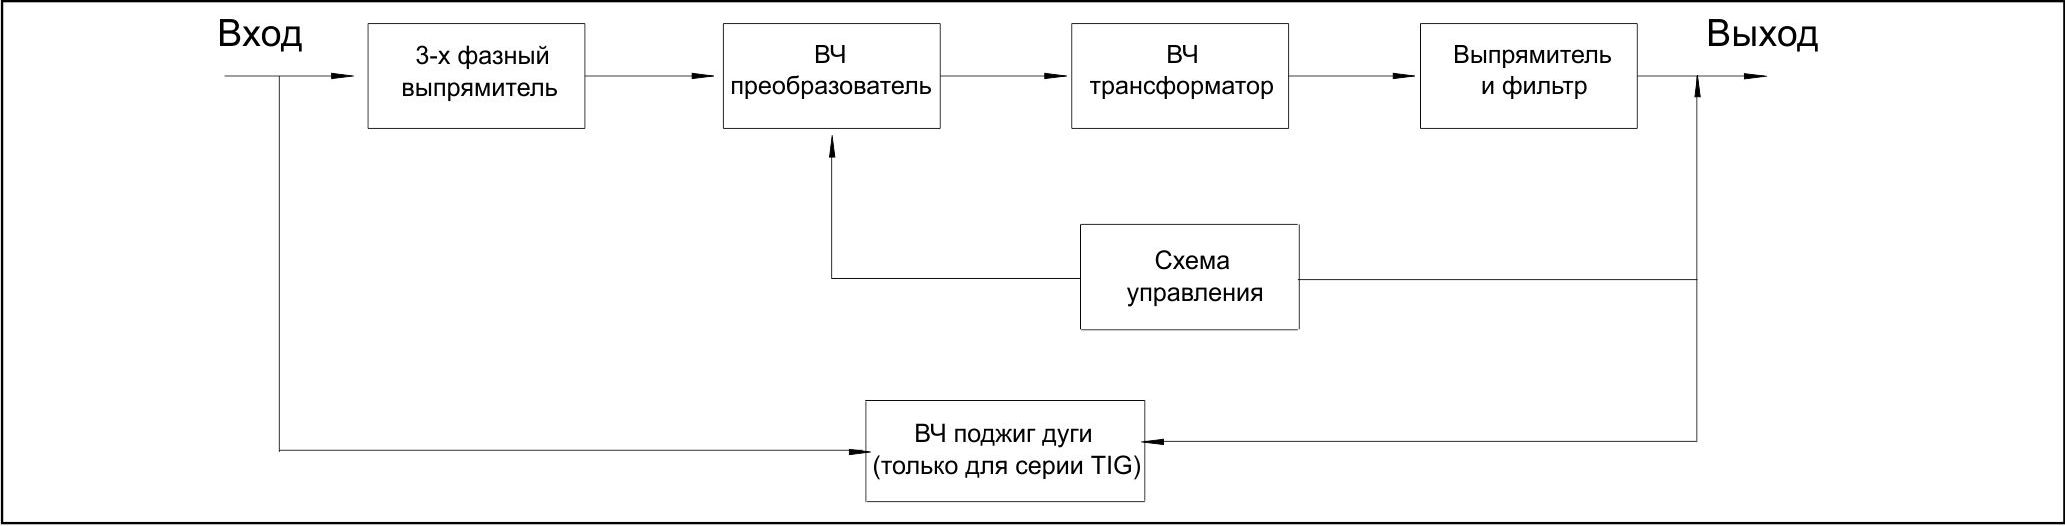 Вход
3-х фазный
выпрямитель
ВЧ
преобразователь
ВЧ
трансформатор
Выпрямитель
и фильтр
Выход
Схема
управления
ВЧ поджиг дуги
(только для серии TIG)